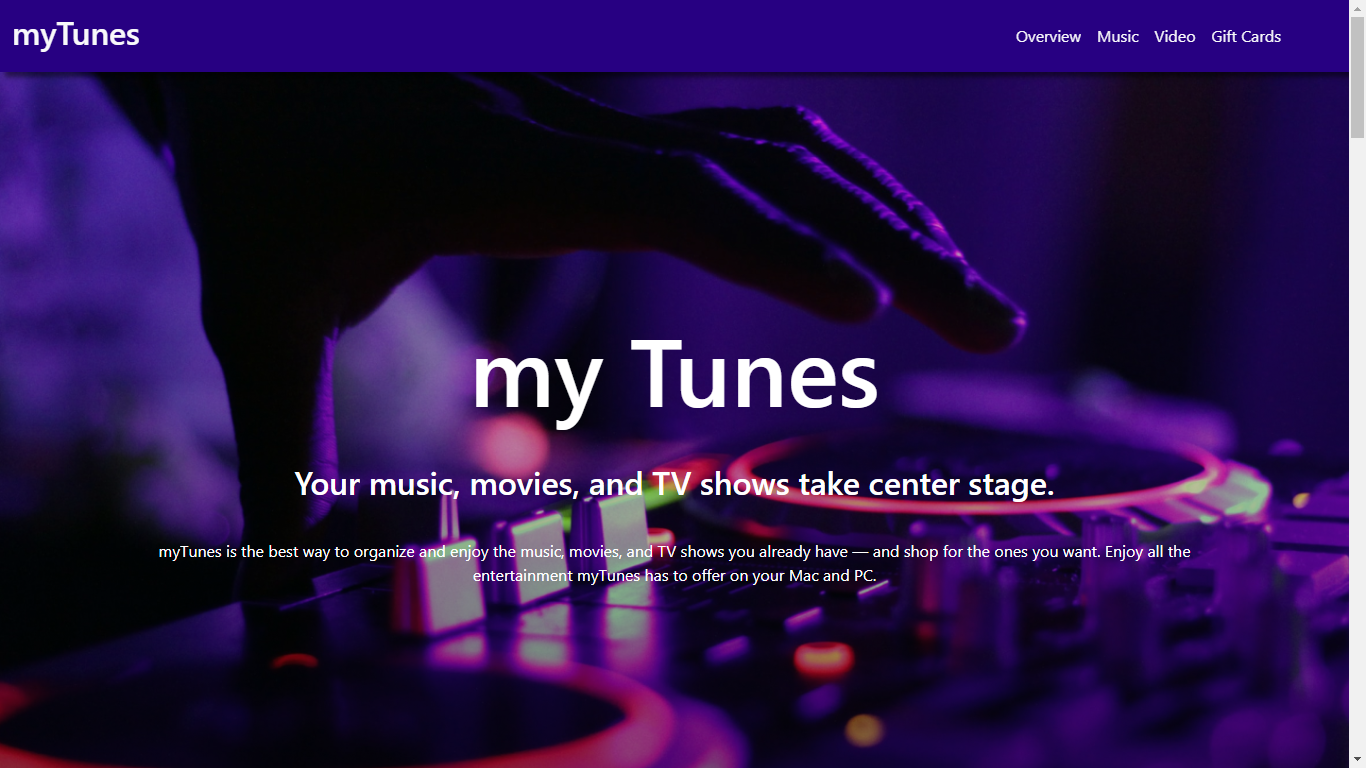 myTunes
Overview Music Video Gift Cards
my Tunes
Your music, movies, and TV shows take center stage.
myTunes is the best way to organize and enjoy the music, movies, and TV shows you already have — and shop for the ones you want. Enjoy all the
entertainment myTunes has to offer on your Mac and PC.